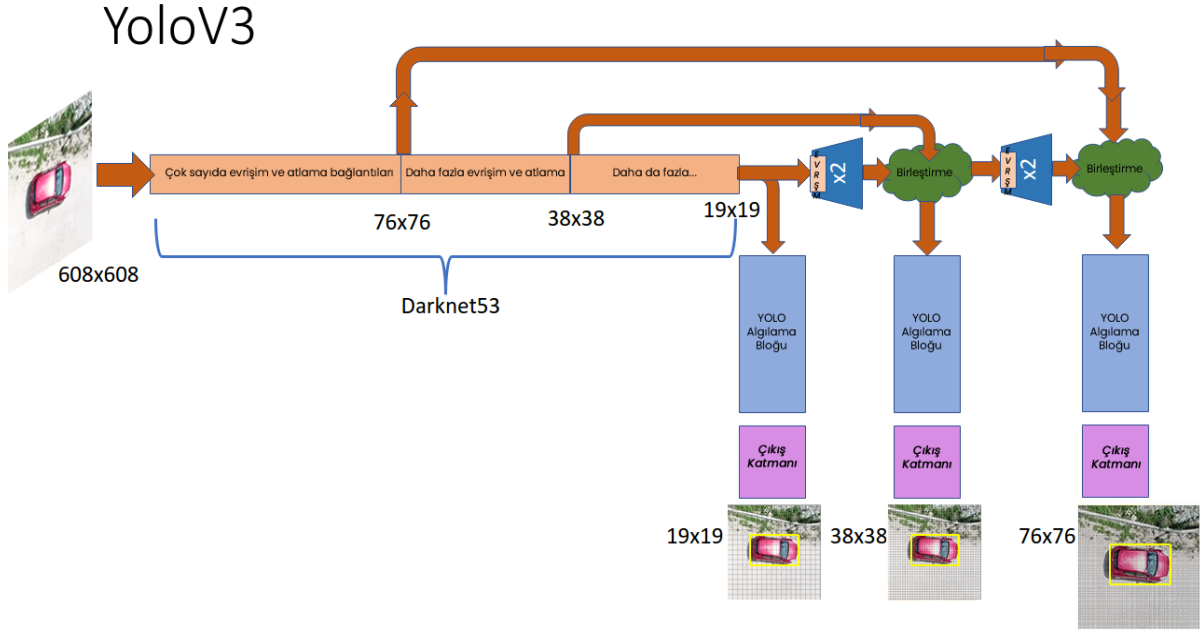 YoloV3
608x608
Çok sayıda evrişim ve atlama bağlantıları
Daha fazla evrişim ve atlama
Daha da fazla...
76x76
38x38
19x19
Darknet53
EVRŞM
x2
Birleştirme
EVRŞM
x2
Birleştirme
YOLO
Algılama
Bloğu
YOLO
Algılama
Bloğu
YOLO
Algılama
Bloğu
Çıkış
Katmanı
Çıkış
Katmanı
Çıkış
Katmanı
19x19
38x38
76x76